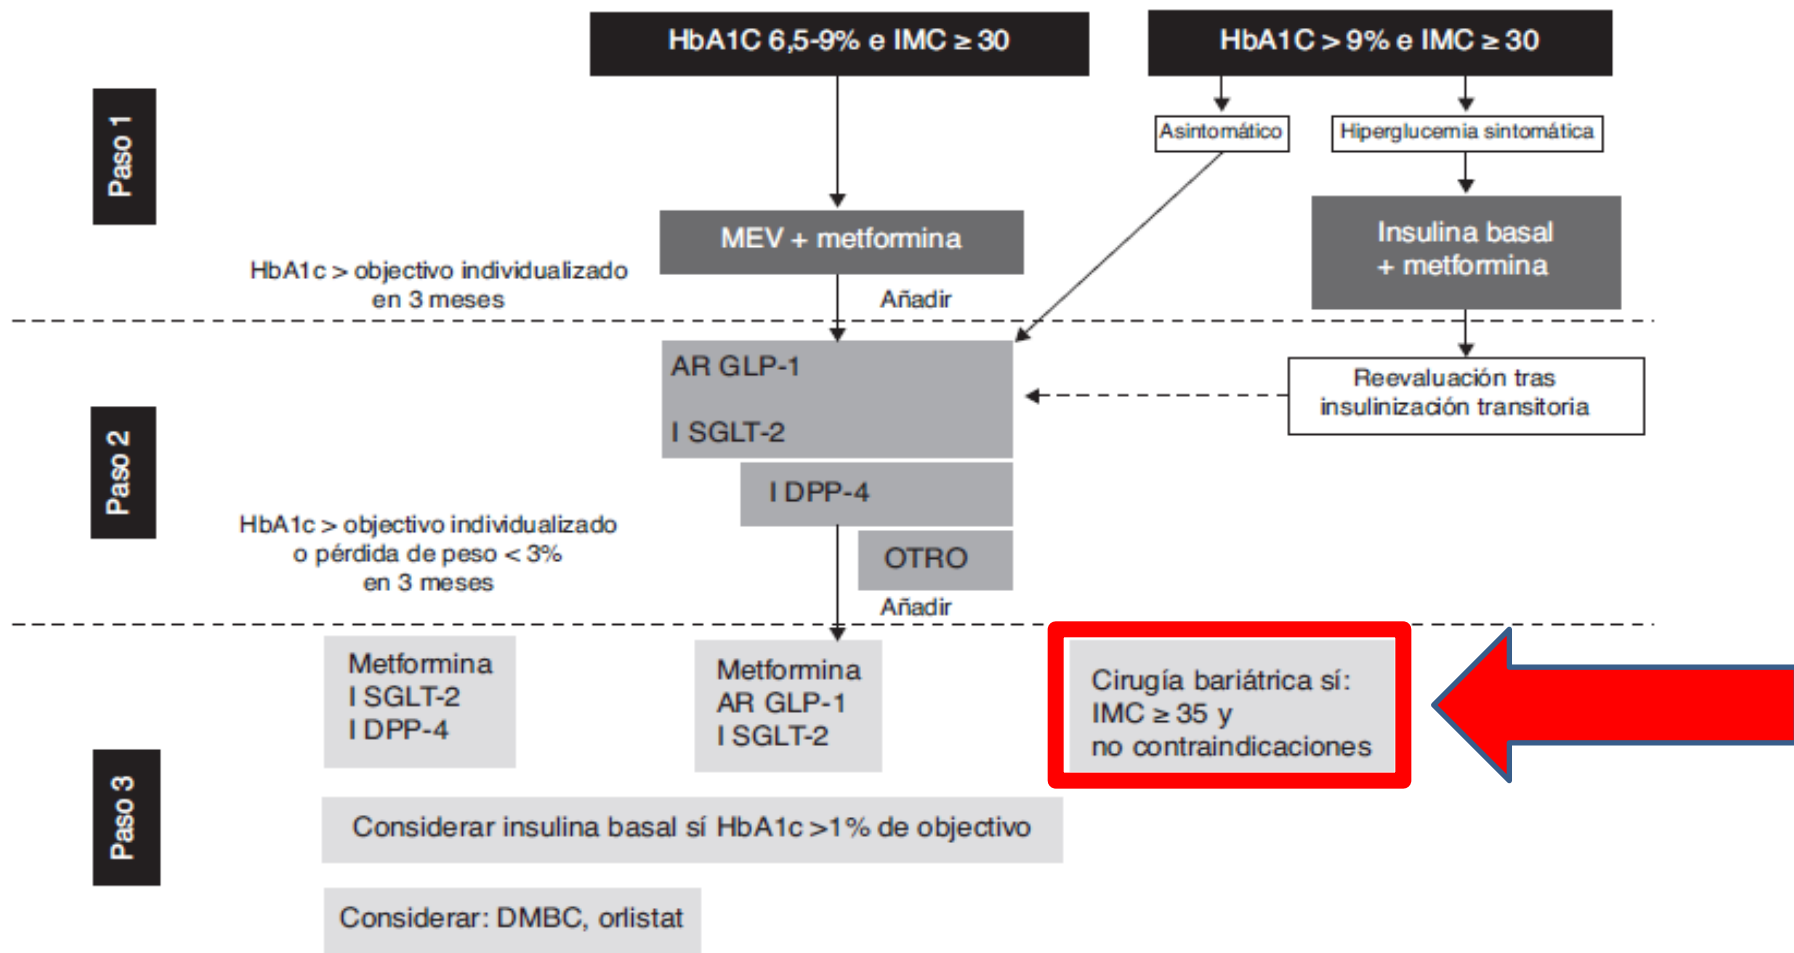 HbA1C 6,5-9% e IMC ≥ 30
HbA1C > 9% e IMC ≥ 30
Paso 1
Asintomático
Hiperglucemia sintomática
MEV + metformina
Insulina basal
+ metformina
HbA1c > objectivo individualizado
en 3 meses
Añadir
Paso 2
AR GLP-1
I SGLT-2
I DPP-4
OTRO
Reevaluación tras
insulinización transitoria
HbA1c > objectivo individualizado
o pérdida de peso < 3%
en 3 meses
Añadir
Paso 3
Metformina
I SGLT-2
I DPP-4
Metformina
AR GLP-1
I SGLT-2
Cirugía bariátrica sí:
IMC ≥ 35 y
no contraindicaciones
Considerar insulina basal sí HbA1c >1% de objectivo
Considerar: DMBC, orlistat